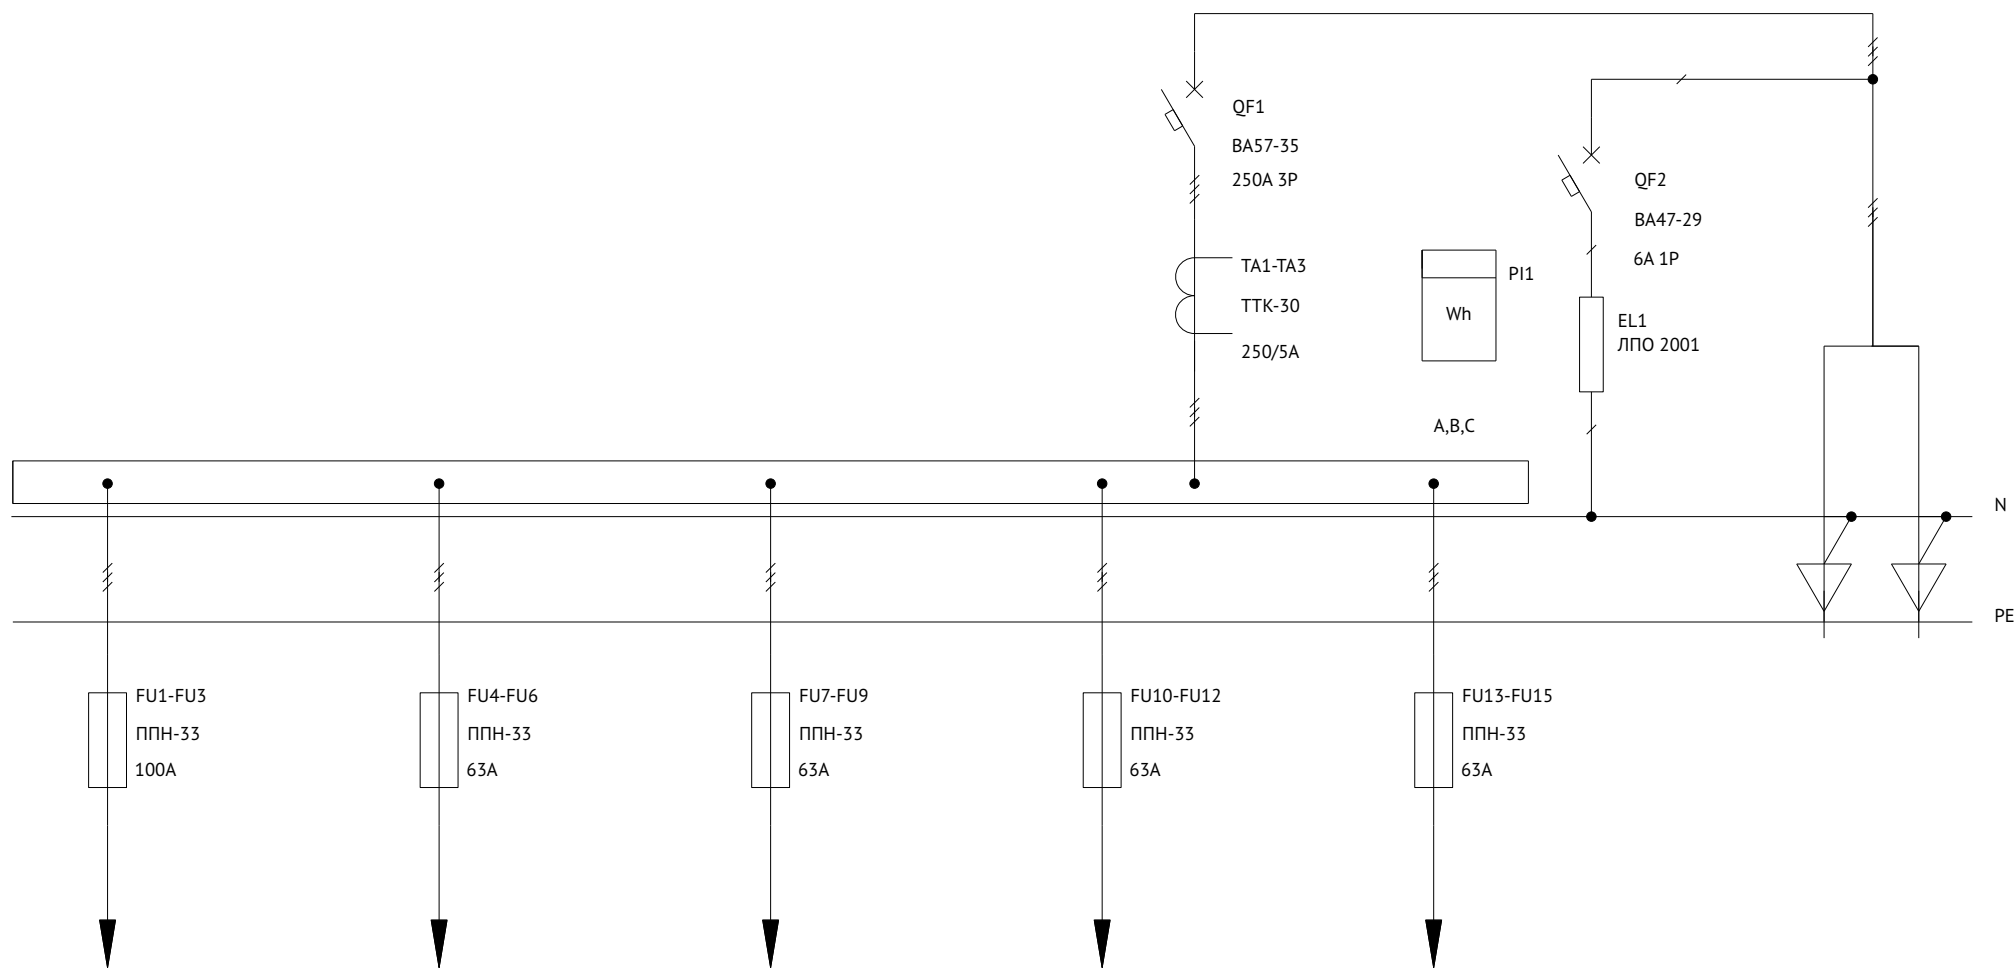 QF1
ВА57-35
250А 3Р
QF2
ВА47-29
6А 1Р
TA1-TA3
ТТК-30
250/5А
PI1
Wh
EL1
ЛПО 2001
A,B,C
N
PE
FU1-FU3
ППН-33
100А
FU4-FU6
ППН-33
63А
FU7-FU9
ППН-33
63А
FU10-FU12
ППН-33
63А
FU13-FU15
ППН-33
63А